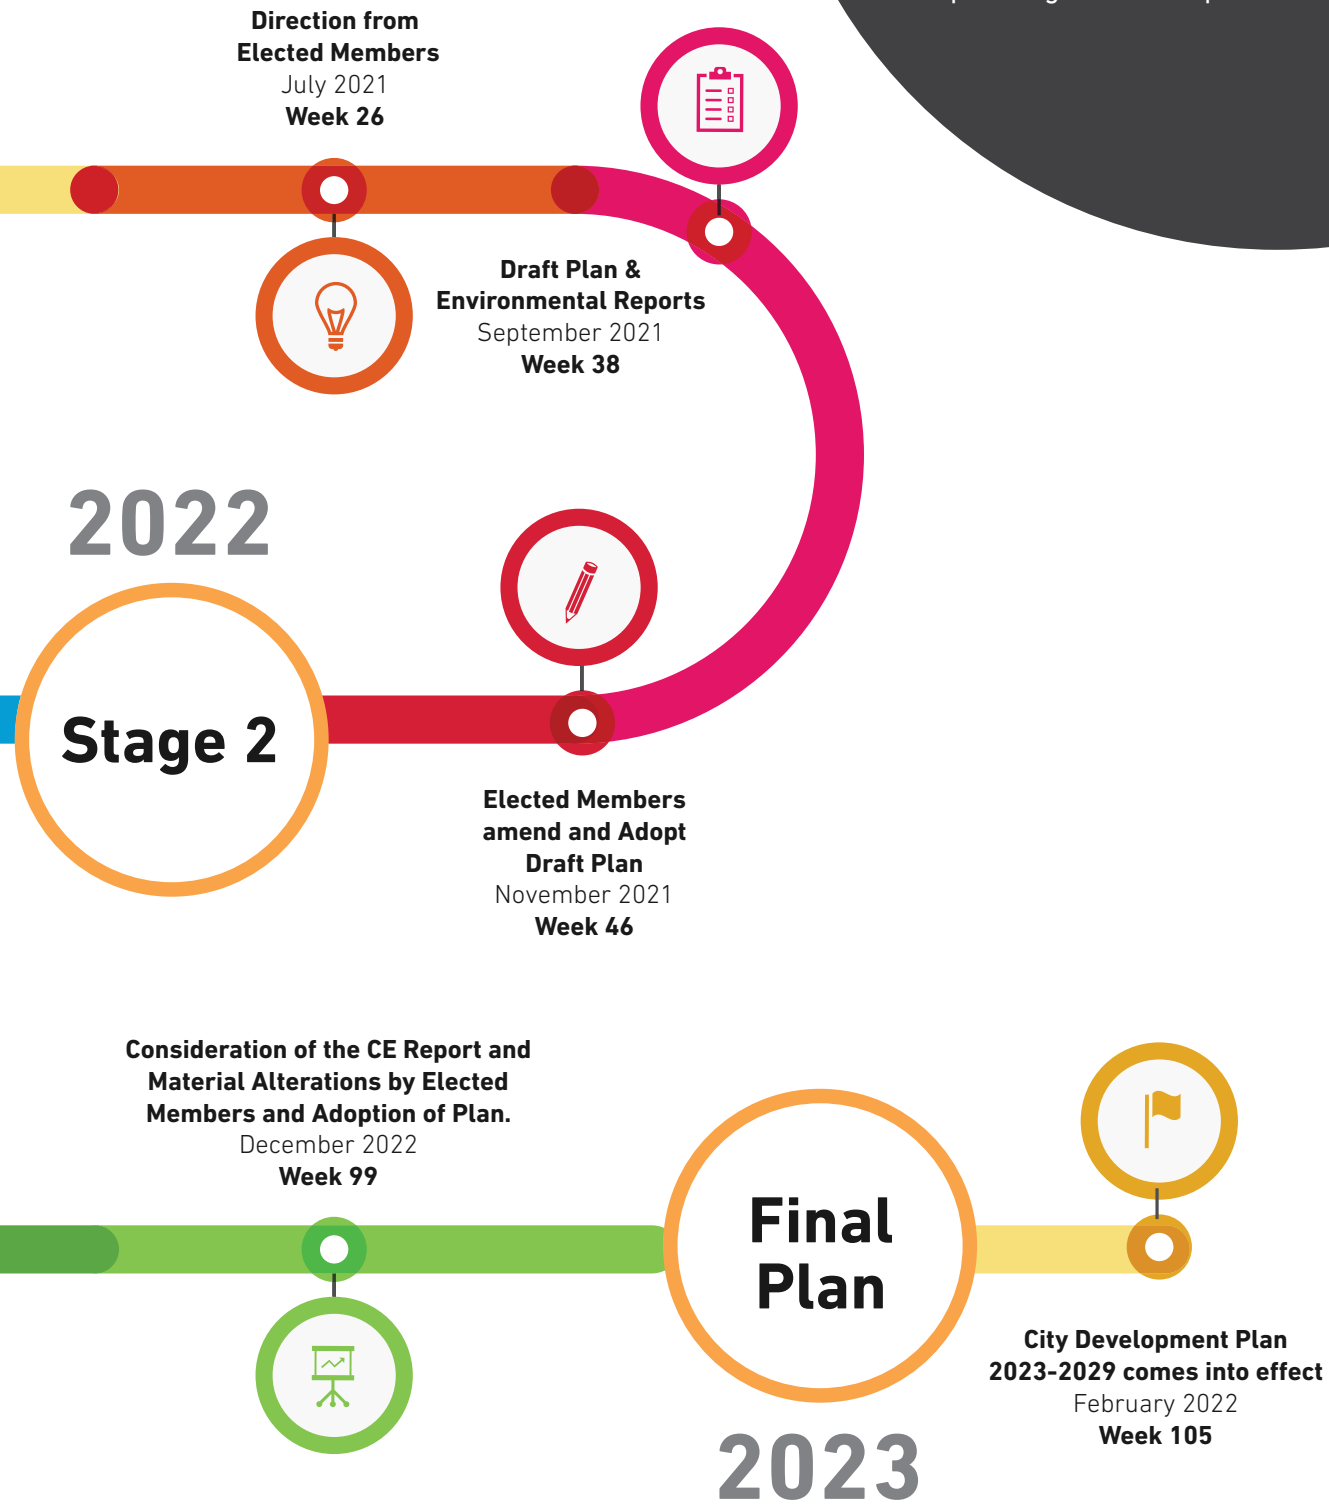 Direction from
Elected Members
July 2021
Week 26
Draft Plan &
Environmental Reports
September 2021
Week 38
2022
Stage 2
Elected Members
amend and Adopt
Draft Plan
November 2021
Week 46
Consideration of the CE Report and
Material Alterations by Elected
Members and Adoption of Plan.
December 2022
Week 99
Final
Plan
2023
City Development Plan
2023-2029 comes into effect
February 2022
Week 105